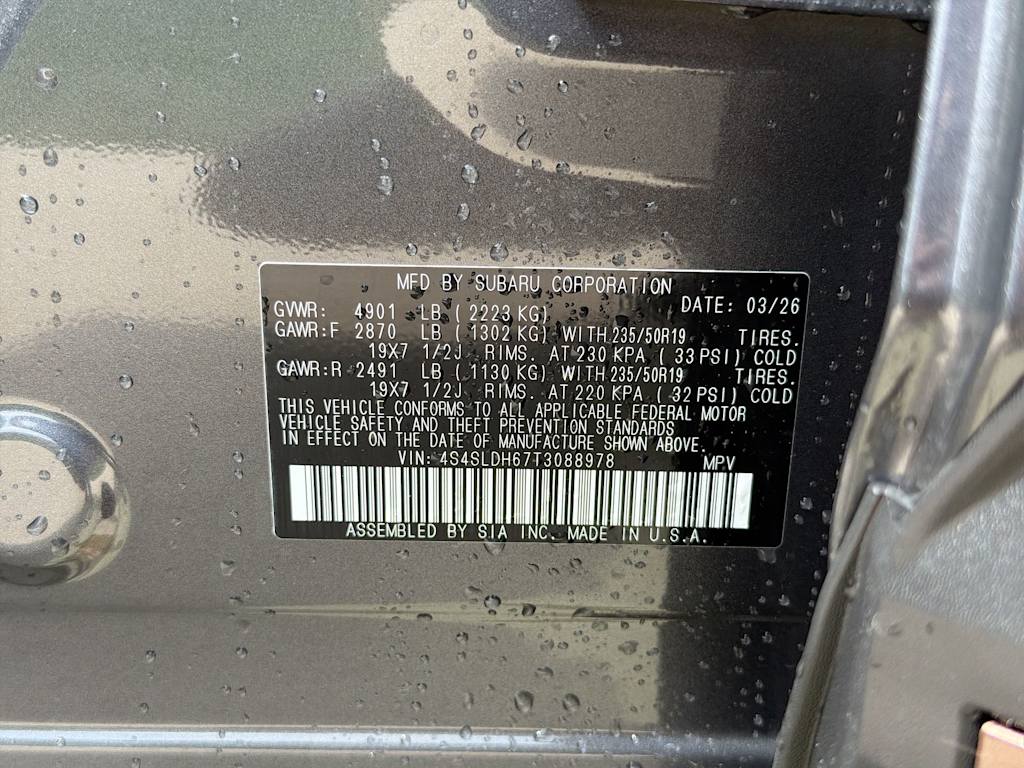 MFD BY SUBARU CORPORATION
GVWR: 4901 LB ( 2223 KG) DATE: 03/26
GAWR:F 2870 LB ( 1302 KG) WITH 235/50R19 TIRES.
19X7 1/2J RIMS. AT 230 KPA ( 33 PSI) COLD
GAWR:R 2491 LB ( 1130 KG) WITH 235/50R19 TIRES.
19X7 1/2J RIMS. AT 220 KPA ( 32 PSI) COLD
THIS VEHICLE CONFORMS TO ALL APPLICABLE FEDERAL MOTOR
VEHICLE SAFETY AND THEFT PREVENTION STANDARDS
IN EFFECT ON THE DATE OF MANUFACTURE SHOWN ABOVE.
VIN: 4S4SLDH67T3088978 MPV
ASSEMBLED BY SIA INC. MADE IN U.S.A.